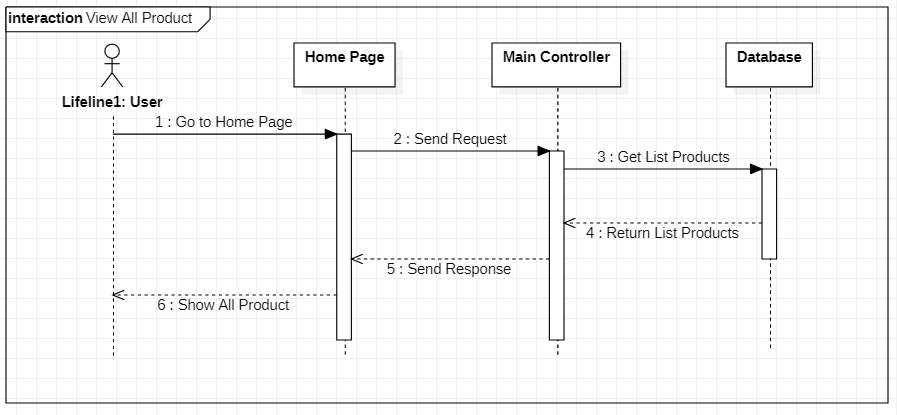 interaction View All Product
Home Page
Main Controller
Database
Lifeline1: User
1 : Go to Home Page
2 : Send Request
3 : Get List Products
4 : Return List Products
5 : Send Response
6 : Show All Product